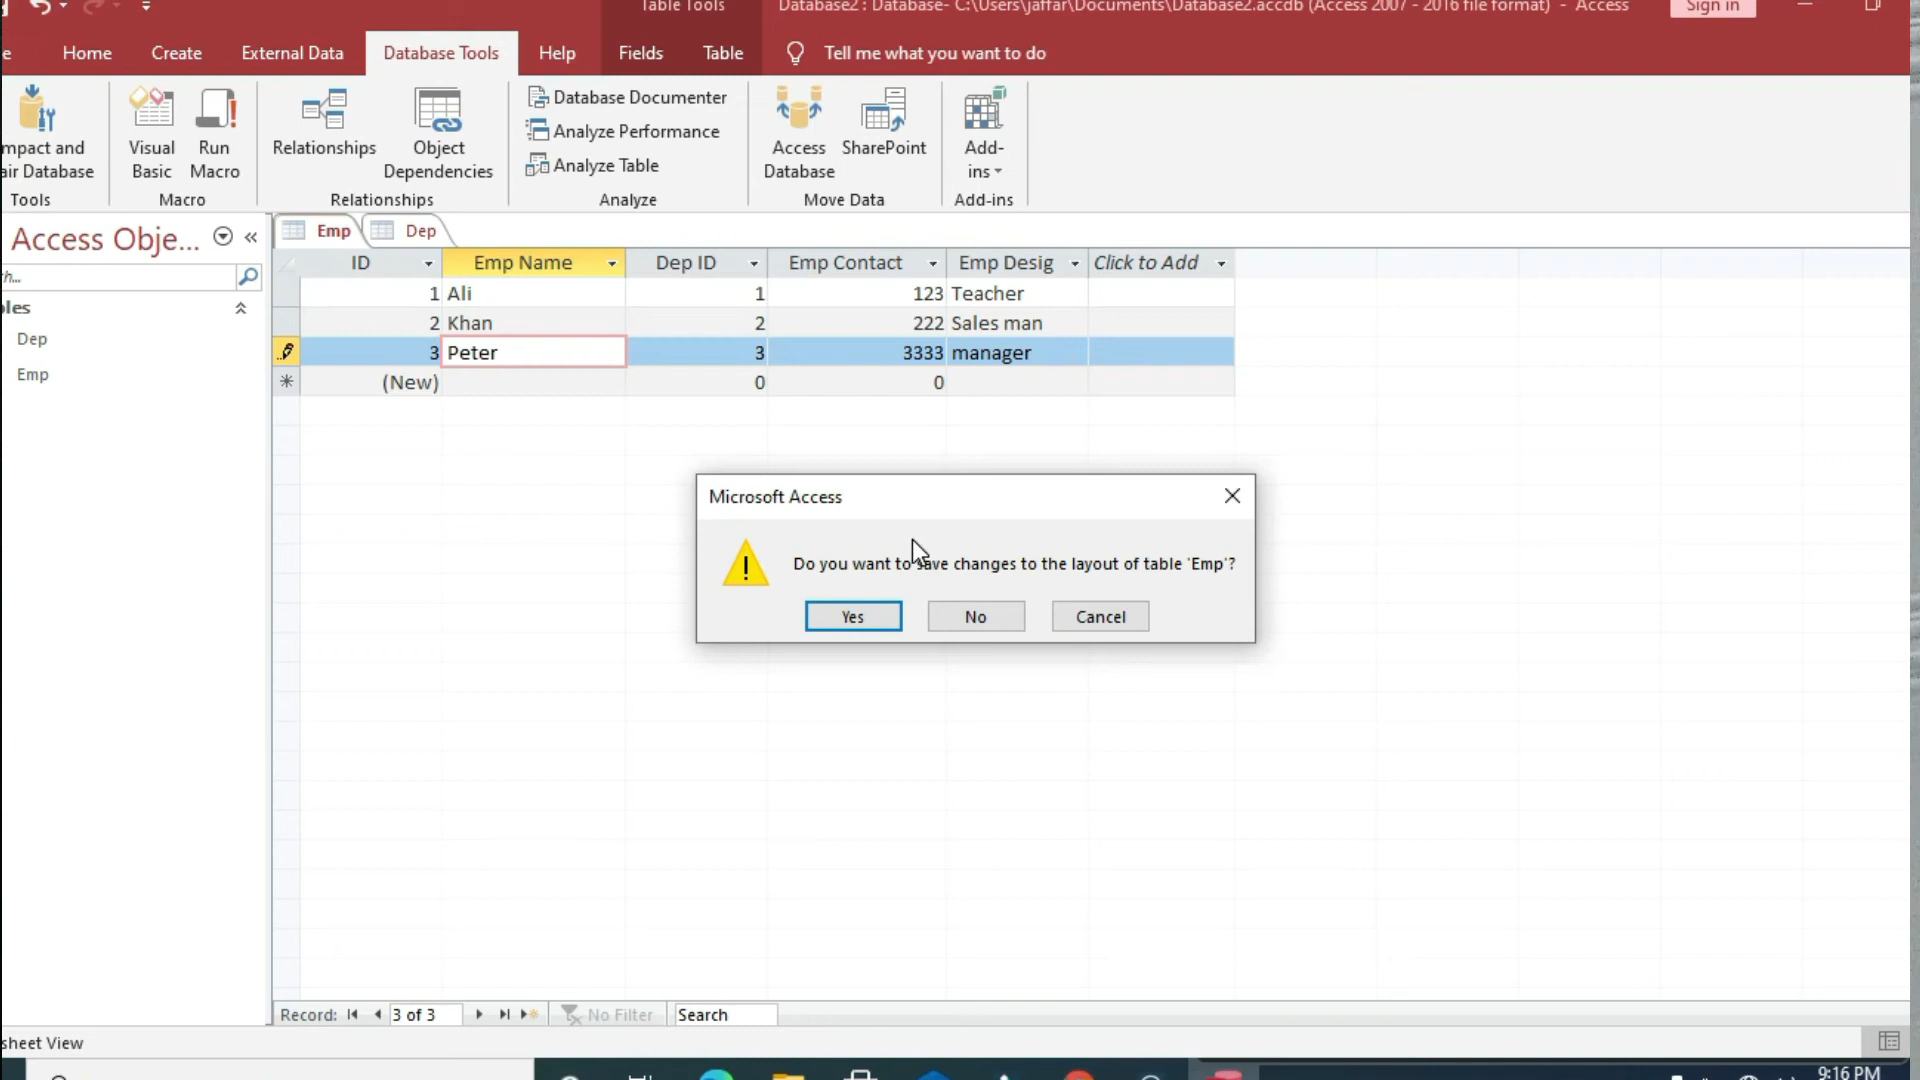 Table Tools Database2 : Database- C:\Users\jaffar\Documents\Database2.accdb (Access 2007 - 2016 file format) - Access Sign in
e Home Create External Data Database Tools Help Fields Table Tell me what you want to do
mpact and
air Database
Tools
Visual
Basic
Run
Macro
Macro
Relationships
Object
Dependencies
Relationships
Database Documenter
Analyze Performance
Analyze Table
Analyze
Access
Database
SharePoint
Move Data
Add-
ins
Add-ins
Access Obje... «
h...
les
Dep
Emp
Emp Dep
ID Emp Name Dep ID Emp Contact Emp Desig Click to Add
1 Ali 1 123 Teacher
2 Khan 2 222 Sales man
3 Peter 3 3333 manager
(New) 0 0
Microsoft Access
Do you want to save changes to the layout of table 'Emp'?
Yes No Cancel
Record: 3 of 3 No Filter Search
sheet View
9:16 PM